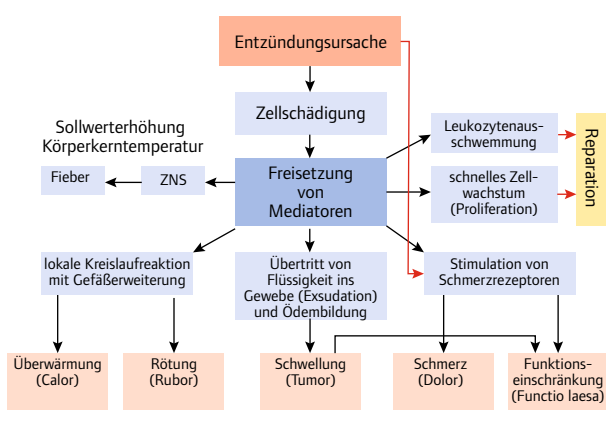 Entzündungsursache
Zellschädigung
Sollwerterhöhung
Körperkerntemperatur
Leukozytenaus-
schwemmung
Fieber
ZNS
Freisetzung
von
Mediatoren
schnelles Zell-
wachstum
(Proliferation)
Reparation
lokale Kreislaufreaktion
mit Gefäßerweiterung
Übertritt von
Flüssigkeit ins
Gewebe (Exsudation)
und Ödembildung
Stimulation von
Schmerzrezeptoren
Überwärmung
(Calor)
Rötung
(Rubor)
Schwellung
(Tumor)
Schmerz
(Dolor)
Funktions-
einschränkung
(Functio laesa)